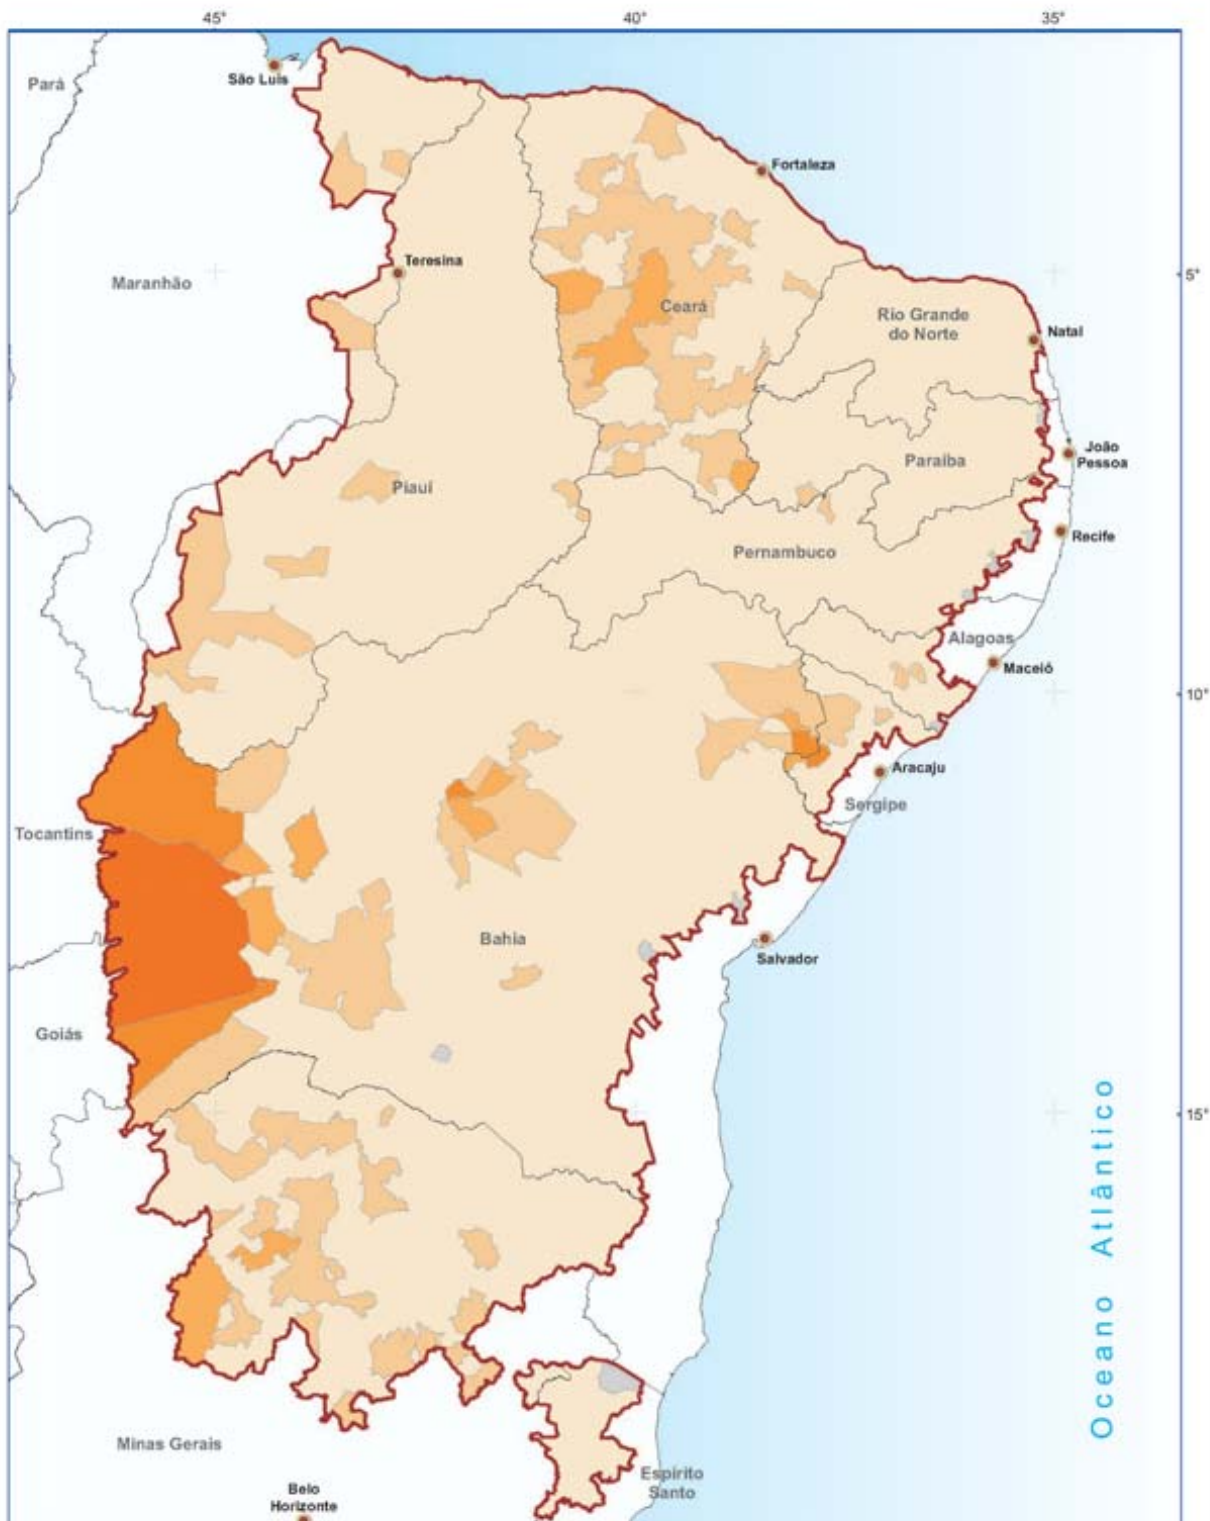 45°
40°
35°
Pará
São Luis
Fortaleza
Teresina
5°
Maranhão
Ceará
Rio Grande
do Norte
Natal
João
Pessoa
Paraíba
Piauí
Recife
Pernambuco
Alagoas
Maceió
10°
Aracaju
Sergipe
Tocantins
Bahia
Salvador
Goiás
15°
Oceano Atlântico
Minas Gerais
Espírito
Santo
Belo
Horizonte